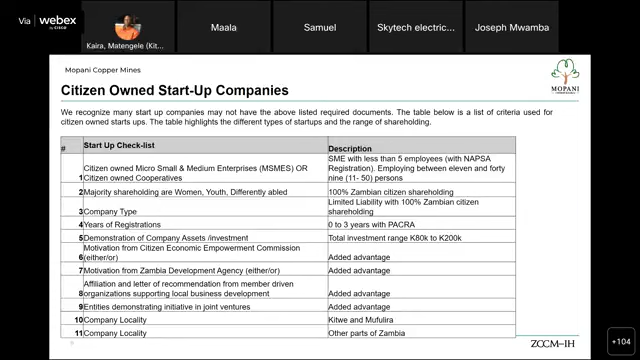 Via
webex
by CISCO
Kaira, Matengele (Kit...
Maala
Samuel
Skytech electric...
Joseph Mwamba
Mopani Copper Mines
MOPANI
Citizen Owned Start-Up Companies
We recognize many start up companies may not have the above listed required documents. The table below is a list of criteria used for
citizen owned starts ups. The table highlights the different types of startups and the range of shareholding.
# Start Up Check-list Description
1 Citizen owned Micro Small & Medium Enterprises (MSMES) OR
Citizen owned Cooperatives
SME with less than 5 employees (with NAPSA
Registration). Employing between eleven and forty
nine (11- 50) persons
2 Majority shareholding are Women, Youth, Differently abled 100% Zambian citizen shareholding
3 Company Type
Limited Liability with 100% Zambian citizen
shareholding
4 Years of Registrations 0 to 3 years with PACRA
5 Demonstration of Company Assets /investment Total investment range K80k to K200k
6 Motivation from Citizen Economic Empowerment Commission
(either/or) Added advantage
7 Motivation from Zambia Development Agency (either/or) Added advantage
8 Affiliation and letter of recommendation from member driven
organizations supporting local business development Added advantage
9 Entities demonstrating initiative in joint ventures Added advantage
10 Company Locality Kitwe and Mufulira
11 Company Locality Other parts of Zambia
ZCCM-IH
+104